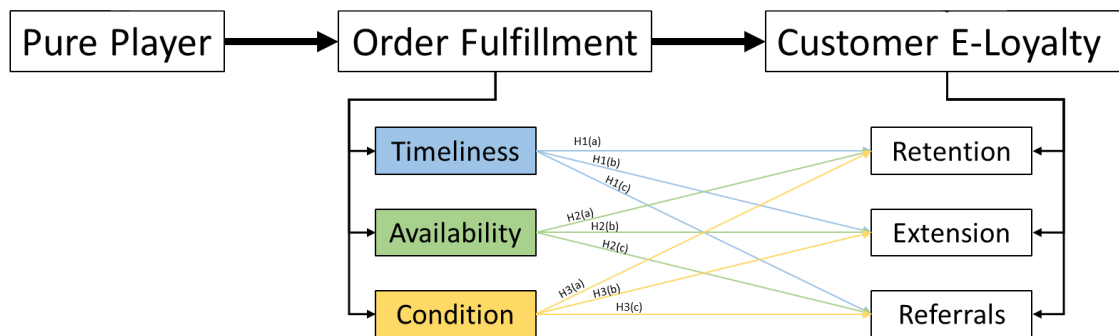 Pure Player
Order Fulfillment
Customer E-Loyalty
Timeliness
H1(a)
H1(b)
H1(c)
Retention
Availability
H2(a)
H2(b)
H2(c)
Extension
Condition
H3(a)
H3(b)
H3(c)
Referrals